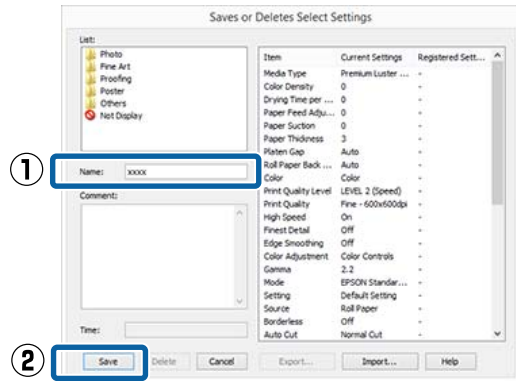 Saves or Deletes Select Settings
List:
Photo
Fine Art
Proofing
Poster
Others
Not Display
① Name: xxxx
Comment:
Time:
Item Current Settings Registered Sett...
Media Type Premium Luster ... -
Color Density 0 -
Drying Time per ... 0 -
Paper Feed Adju... 0 -
Paper Suction 0 -
Paper Thickness 3 -
Platen Gap Auto -
Roll Paper Back ... Auto -
Color Color -
Print Quality Level LEVEL 2 (Speed) -
Print Quality Fine - 600x600dpi -
High Speed On -
Finest Detail Off -
Edge Smoothing Off -
Color Adjustment Color Controls -
Gamma 2.2 -
Mode EPSON Standar... -
Setting Default Setting -
Source Roll Paper -
Borderless Off -
Auto Cut Normal Cut -
② Save Delete Cancel Export... Import... Help